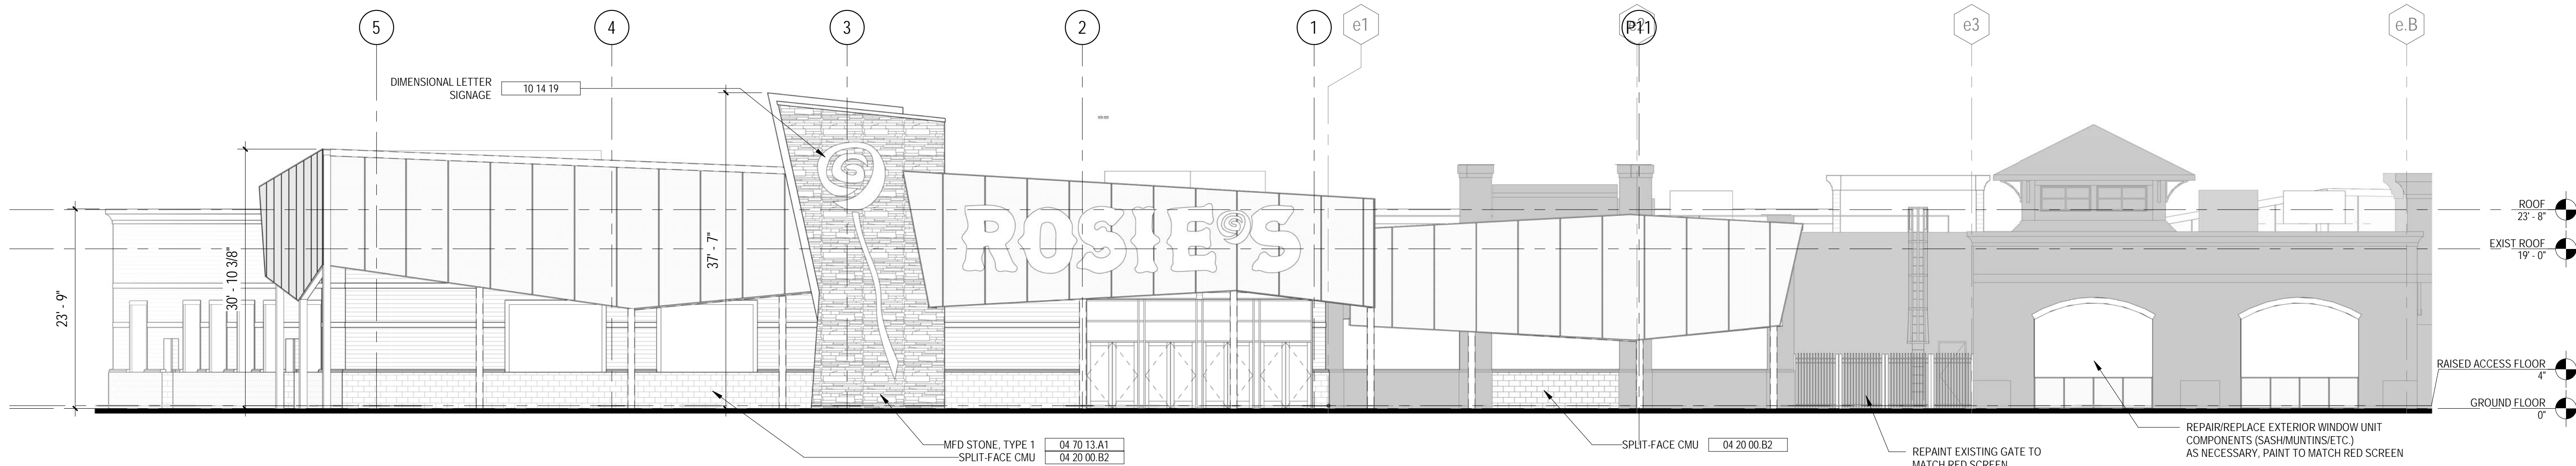 5
4
3
2
1
e1
P11
e3
e.B
DIMENSIONAL LETTER
SIGNAGE
10 14 19
23' - 9"
30' - 10 3/8"
37' - 7"
ROSIE'S
ROOF
23' - 8"
EXIST ROOF
19' - 0"
RAISED ACCESS FLOOR
4"
GROUND FLOOR
0"
MFD STONE, TYPE 1 04 70 13.A1
SPLIT-FACE CMU 04 20 00.B2
SPLIT-FACE CMU 04 20 00.B2
REPAINT EXISTING GATE TO
MATCH RED SCREEN
REPAIR/REPLACE EXTERIOR WINDOW UNIT
COMPONENTS (SASH/MUNTINS/ETC.)
AS NECESSARY, PAINT TO MATCH RED SCREEN